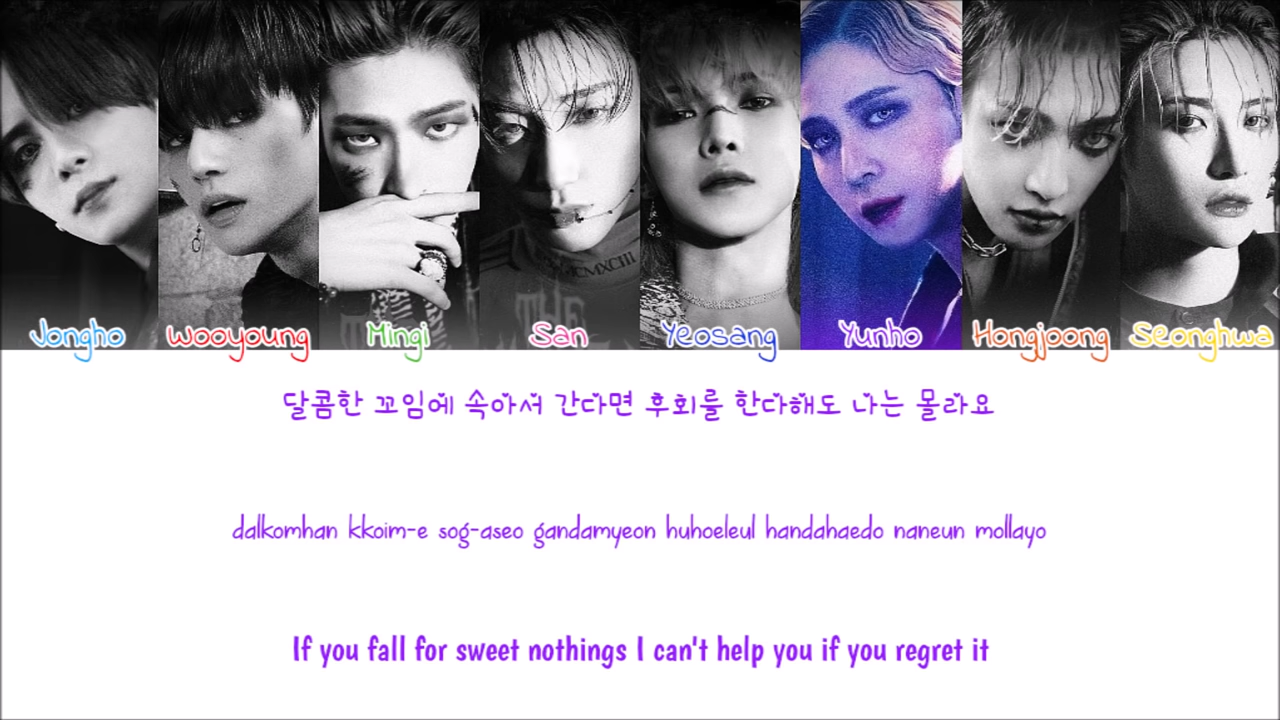 Jongho Wooyoung Mingi San Yeosang Yunho Hongjoong Seonghwa
달콤한 꼬임에 속아서 간다면 후회를 한다해도 나는 몰라요
dalkomhan kkoim-e sog-aseo gandamyeon huhoeleul handahaedo naneun mollayo
If you fall for sweet nothings I can't help you if you regret it